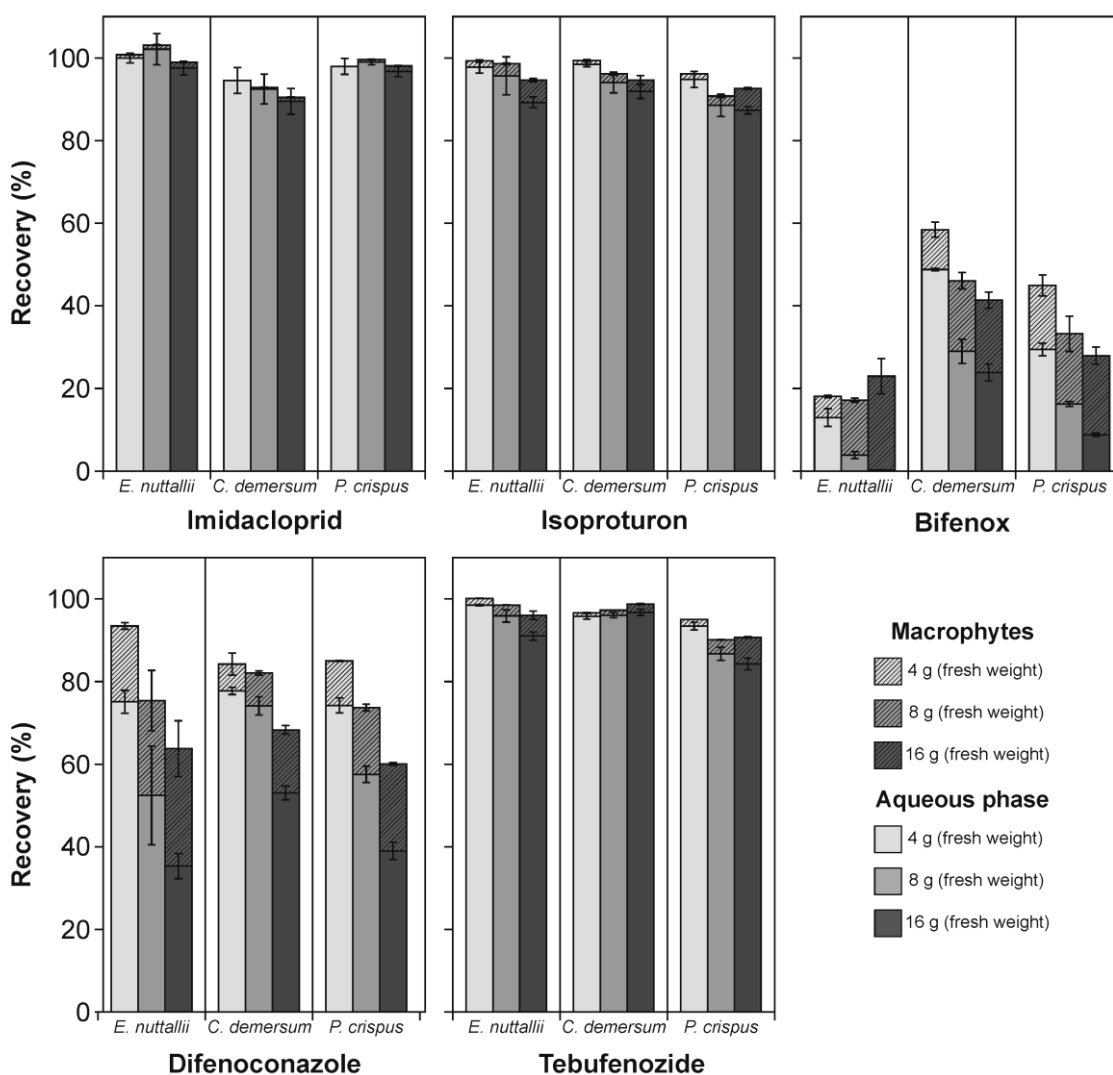 Recovery (%)
100
80
60
40
20
0
E. nuttallii C. demersum P. crispus
Imidacloprid
E. nuttallii C. demersum P. crispus
Isoproturon
E. nuttallii C. demersum P. crispus
Bifenox
Recovery (%)
100
80
60
40
20
0
E. nuttallii C. demersum P. crispus
Difenoconazole
E. nuttallii C. demersum P. crispus
Tebufenozide
Macrophytes
4 g (fresh weight)
8 g (fresh weight)
16 g (fresh weight)
Aqueous phase
4 g (fresh weight)
8 g (fresh weight)
16 g (fresh weight)